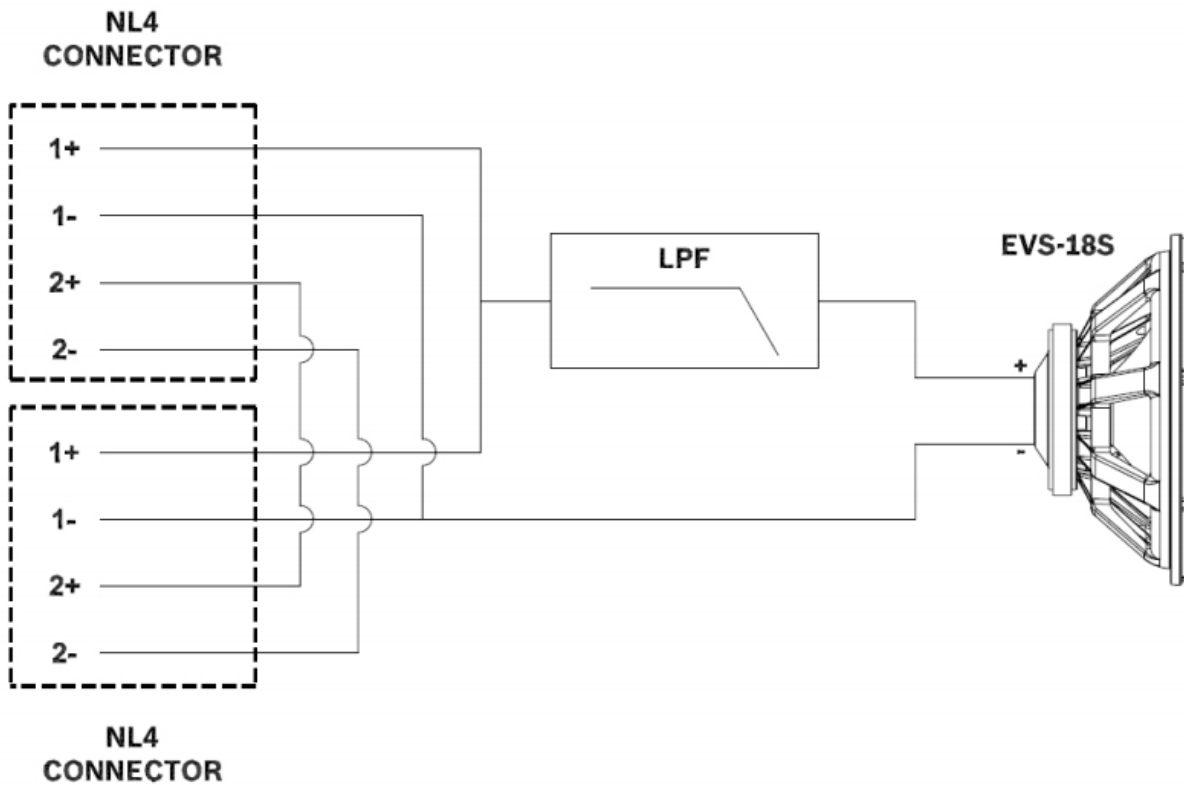 NL4
CONNECTOR
1+
1-
2+
2-
1+
1-
2+
2-
NL4
CONNECTOR
LPF
EVS-18S
+
-